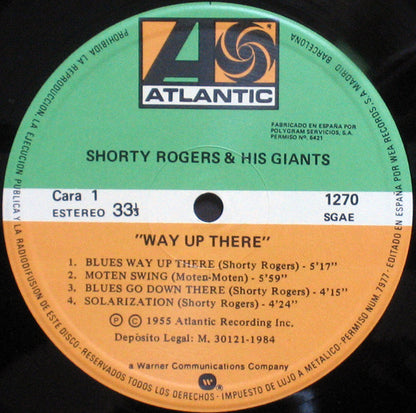 ATLANTIC
FABRICADO EN ESPAÑA POR
POLYGRAM SERVICIOS, S.A.
PERMISO Nº 6421
SHORTY ROGERS & HIS GIANTS
Cara 1
ESTEREO 33⅓
1270
SGAE
"WAY UP THERE"
1. BLUES WAY UP THERE (Shorty Rogers) - 5'17"
2. MOTEN SWING (Moten-Moten) - 5'59"
3. BLUES GO DOWN THERE (Shorty Rogers) - 4'15"
4. SOLARIZATION (Shorty Rogers) - 4'24"
Ⓟ © 1955 Atlantic Recording Inc.
Depósito Legal: M. 30121-1984
a Warner Communications Company
PROHIBIDA LA REPRODUCCION, LA EJECUCION PUBLICA Y LA RADIODIFUSION DE ESTE DISCO - RESERVADOS TODOS LOS DERECHOS - IMPUESTO DE LUJO A METALICO - PERMISO NUM. 7977 - EDITADO EN ESPAÑA POR WEA RECORDS, S.A. MADRID BARCELONA